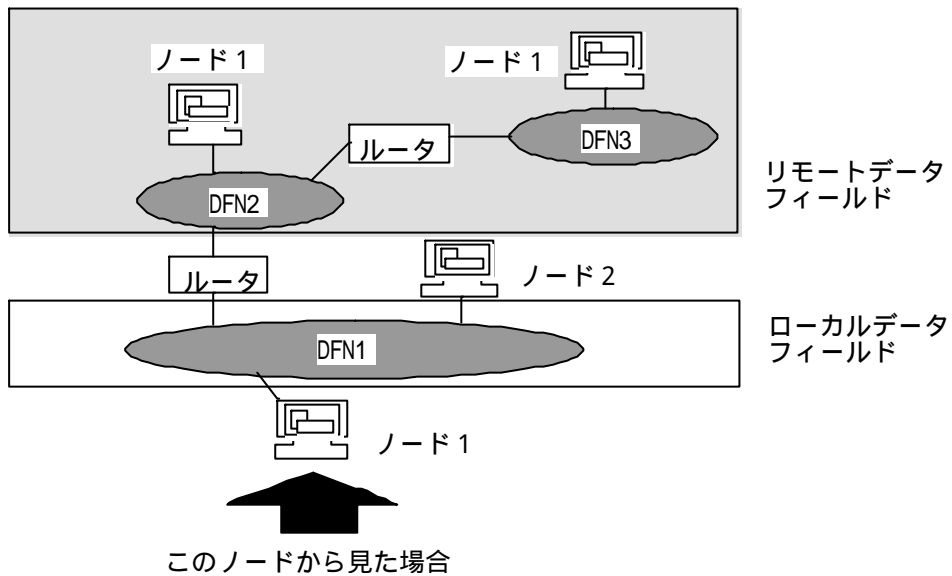 ノード1
ノード1
ルータ
DFN3
DFN2
リモートデータ
フィールド
ルータ
ノード2
DFN1
ローカルデータ
フィールド
ノード1
このノードから見た場合